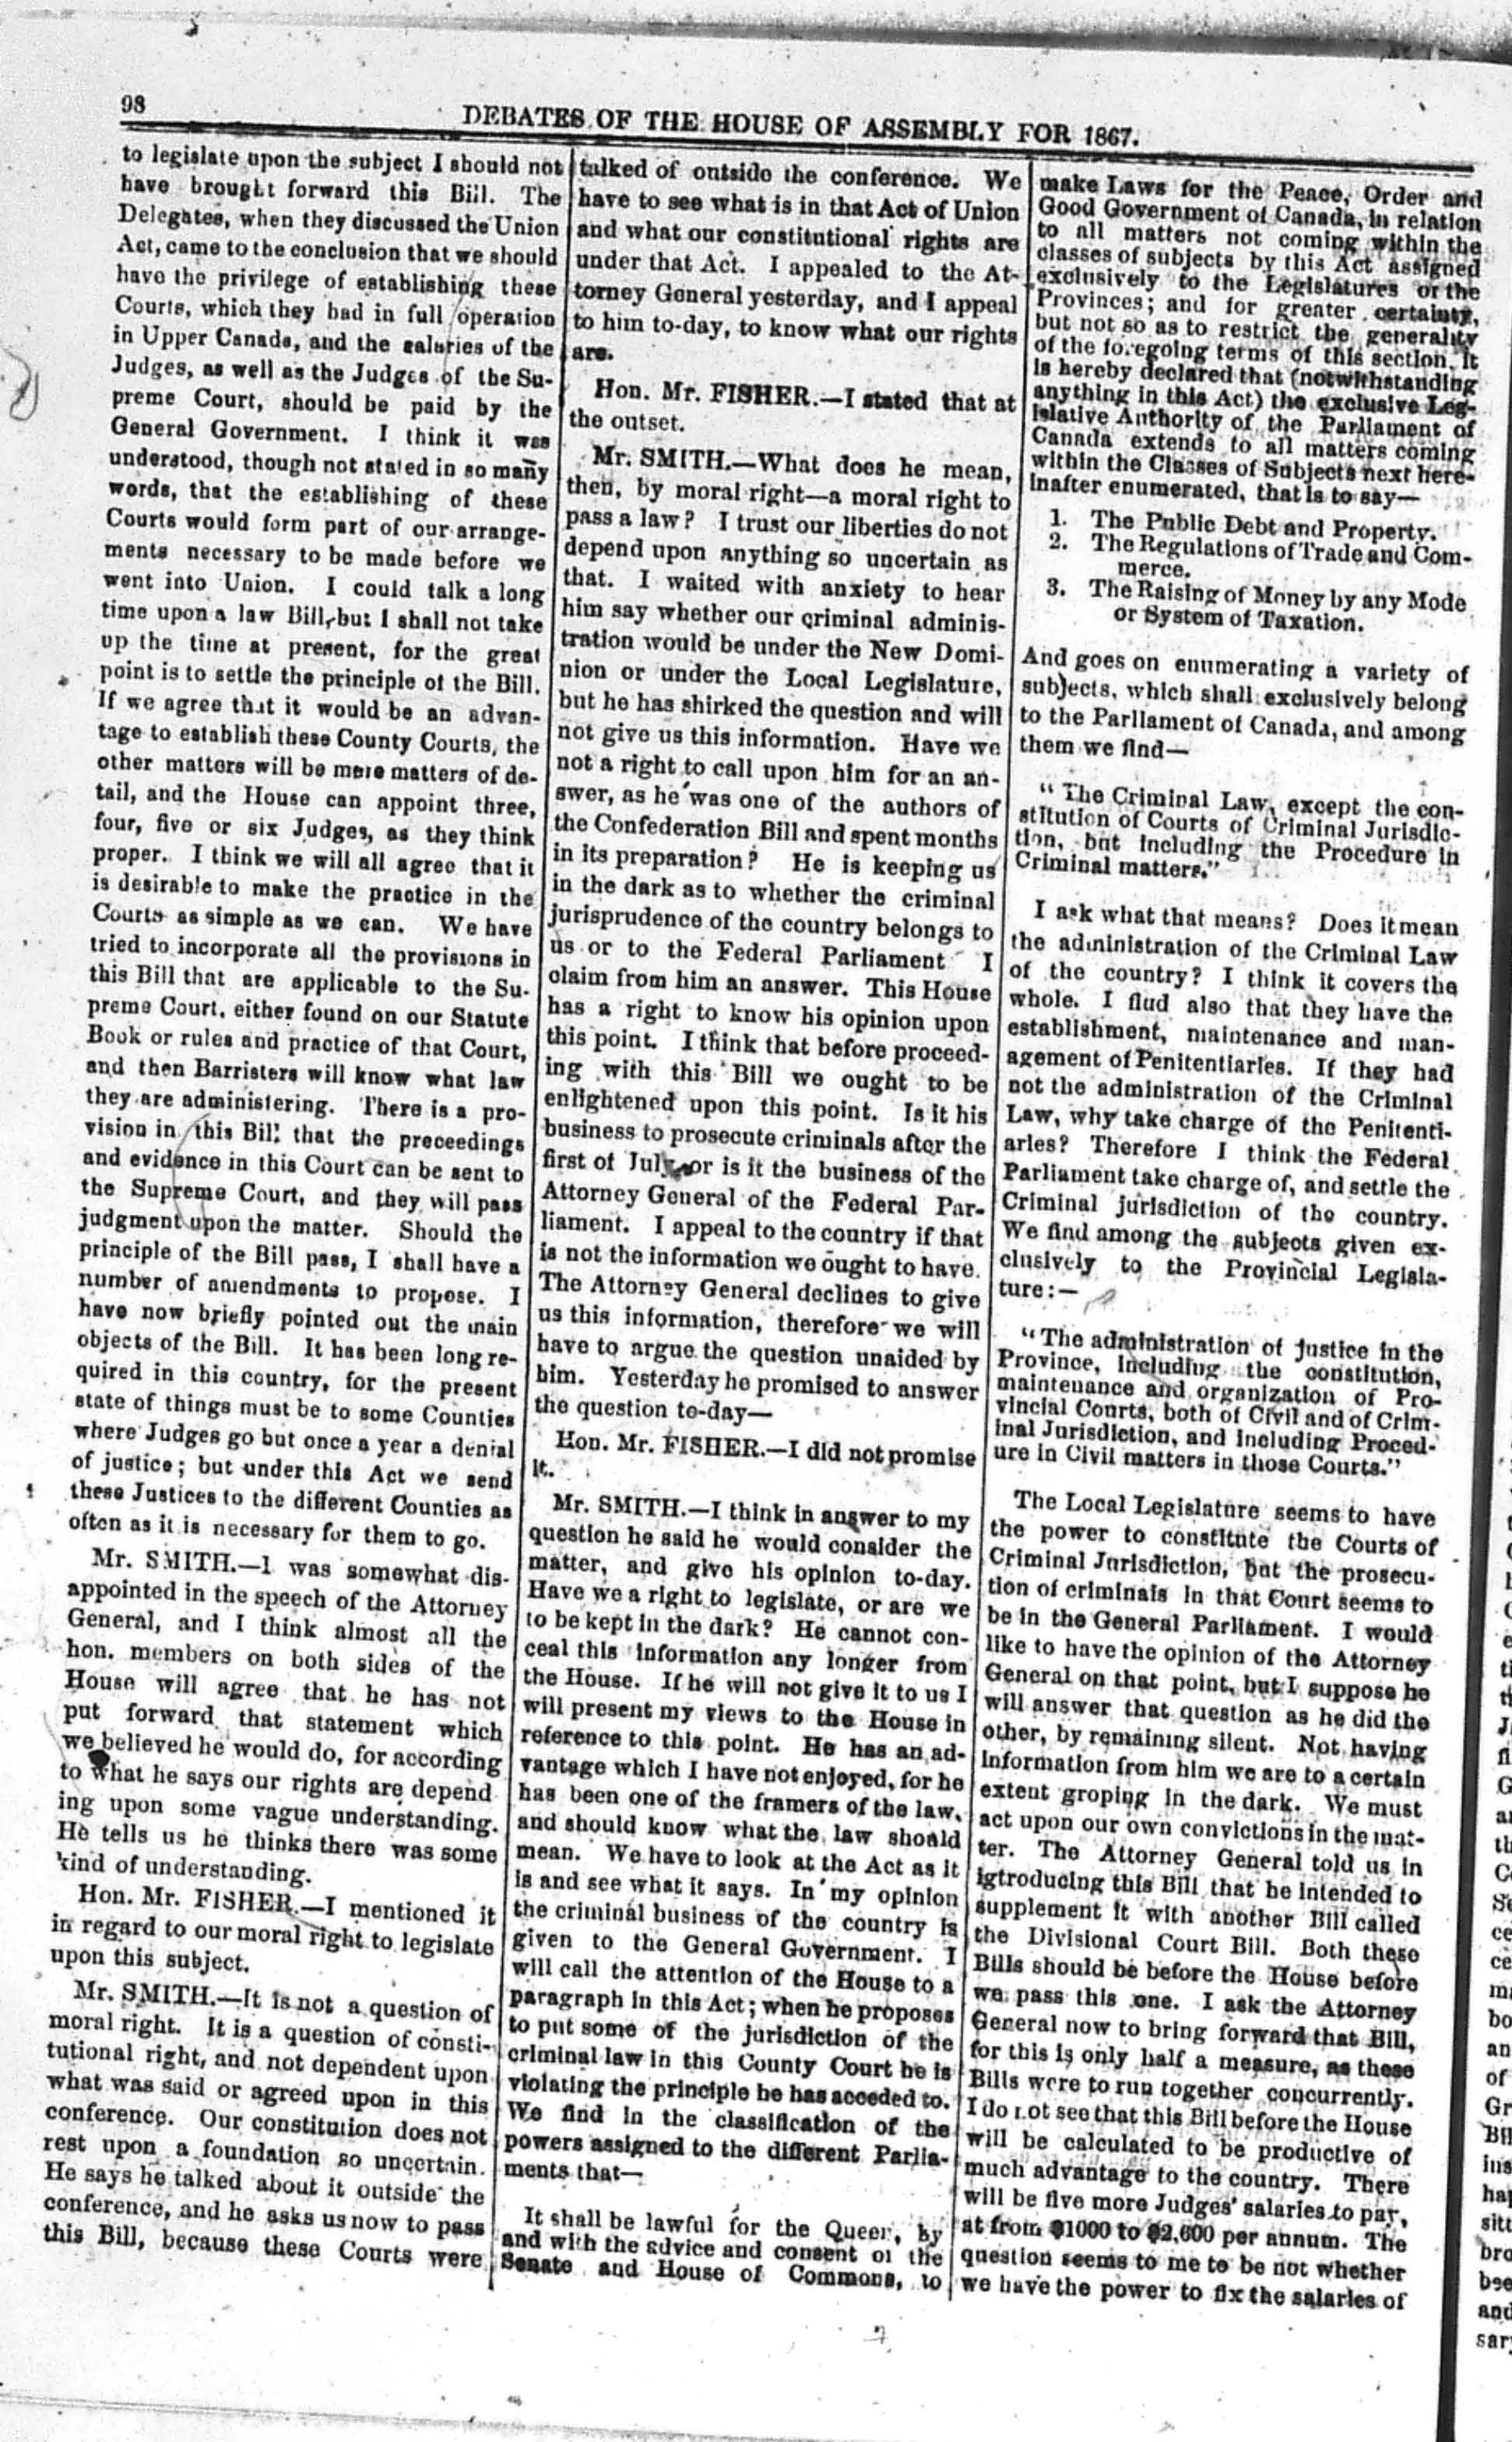 98
DEBATES OF THE HOUSE OF ASSEMBLY FOR 1867.
to legislate upon the subject I should not
have brought forward this Bill. The
Delegates, when they discussed the Union
Act, came to the conclusion that we should
have the privilege of establishing these
Courts, which they had in full operation
in Upper Canada, and the salaries of the
Judges, as well as the Judges of the Su-
preme Court, should be paid by the
General Government. I think it was
understood, though not stated in so many
words, that the establishing of these
Courts would form part of our arrange-
ments necessary to be made before we
went into Union. I could talk a long
time upon a law Bill, but I shall not take
up the time at present, for the great
point is to settle the principle of the Bill.
If we agree that it would be an advan-
tage to establish these County Courts, the
other matters will be mere matters of de-
tail, and the House can appoint three,
four, five or six Judges, as they think
proper. I think we will all agree that it
is desirable to make the practice in the
Courts as simple as we can. We have
tried to incorporate all the provisions in
this Bill that are applicable to the Su-
preme Court, either found on our Statute
Book or rules and practice of that Court,
and then Barristers will know what law
they are administering. There is a pro-
vision in this Bill that the preceedings
and evidence in this Court can be sent to
the Supreme Court, and they will pass
judgment upon the matter. Should the
principle of the Bill pass, I shall have a
number of amendments to propose. I
have now briefly pointed out the main
objects of the Bill. It has been long re-
quired in this country, for the present
state of things must be to some Counties
where Judges go but once a year a denial
of justice; but under this Act we send
these Justices to the different Counties as
often as it is necessary for them to go.
Mr. SMITH.—I was somewhat dis-
appointed in the speech of the Attorney
General, and I think almost all the
hon. members on both sides of the
House will agree that he has not
put forward that statement which
we believed he would do, for according
to what he says our rights are depend
ing upon some vague understanding.
He tells us he thinks there was some
kind of understanding.
Hon. Mr. FISHER.—I mentioned it
in regard to our moral right to legislate
upon this subject.
Mr. SMITH.—It is not a question of
moral right. It is a question of consti-
tutional right, and not dependent upon
what was said or agreed upon in this
conference. Our constitution does not
rest upon a foundation so uncertain.
He says he talked about it outside the
conference, and he asks us now to pass
this Bill, because these Courts were
talked of outside the conference. We
have to see what is in that Act of Union
and what our constitutional rights are
under that Act. I appealed to the At-
torney General yesterday, and I appeal
to him to-day, to know what our rights
are.
Hon. Mr. FISHER.—I stated that at
the outset.
Mr. SMITH.—What does he mean,
then, by moral right—a moral right to
pass a law? I trust our liberties do not
depend upon anything so uncertain as
that. I waited with anxiety to hear
him say whether our criminal adminis-
tration would be under the New Domi-
nion or under the Local Legislature,
but he has shirked the question and will
not give us this information. Have we
not a right to call upon him for an an-
swer, as he was one of the authors of
the Confederation Bill and spent months
in its preparation? He is keeping us
in the dark as to whether the criminal
jurisprudence of the country belongs to
us or to the Federal Parliament I
claim from him an answer. This House
has a right to know his opinion upon
this point. I think that before proceed-
ing with this Bill we ought to be
enlightened upon this point. Is it his
business to prosecute criminals after the
first of July or is it the business of the
Attorney General of the Federal Par-
liament. I appeal to the country if that
is not the information we ought to have.
The Attorney General declines to give
us this information, therefore we will
have to argue the question unaided by
him. Yesterday he promised to answer
the question to-day—
Hon. Mr. FISHER.—I did not promise
it.
Mr. SMITH.—I think in answer to my
question he said he would consider the
matter, and give his opinion to-day.
Have we a right to legislate, or are we
to be kept in the dark? He cannot con-
ceal this information any longer from
the House. If he will not give it to us I
will present my views to the House in
reference to this point. He has an ad-
vantage which I have not enjoyed, for he
has been one of the framers of the law,
and should know what the law should
mean. We have to look at the Act as it
is and see what it says. In my opinion
the criminal business of the country is
given to the General Government. I
will call the attention of the House to a
paragraph in this Act; when he proposes
to put some of the jurisdiction of the
criminal law in this County Court he is
violating the principle he has acceded to.
We find in the classification of the
powers assigned to the different Parlia-
ments that—
It shall be lawful for the Queen, by
and with the advice and consent of the
Senate and House of Commons, to
make Laws for the Peace, Order and
Good Government of Canada, in relation
to all matters not coming within the
classes of subjects by this Act assigned
exclusively to the Legislatures of the
Provinces; and for greater certainty,
but not so as to restrict the generality
of the foregoing terms of this section, it
is hereby declared that (notwithstanding
anything in this Act) the exclusive Leg-
islative Authority of the Parliament of
Canada extends to all matters coming
within the Classes of Subjects next here-
inafter enumerated, that is to say—
1. The Public Debt and Property.
2. The Regulations of Trade and Com-
merce.
3. The Raising of Money by any Mode
or System of Taxation.
And goes on enumerating a variety of
subjects, which shall exclusively belong
to the Parliament of Canada, and among
them we find—
"The Criminal Law, except the con-
stitution of Courts of Criminal Jurisdic-
tion, but including the Procedure in
Criminal matters."
I ask what that means? Does it mean
the administration of the Criminal Law
of the country? I think it covers the
whole. I find also that they have the
establishment, maintenance and man-
agement of Penitentiaries. If they had
not the administration of the Criminal
Law, why take charge of the Penitenti-
aries? Therefore I think the Federal
Parliament take charge of, and settle the
Criminal jurisdiction of the country.
We find among the subjects given ex-
clusively to the Provincial Legisla-
ture:—
"The administration of justice in the
Province, including the constitution,
maintenance and organization of Pro-
vincial Courts, both of Civil and of Crim-
inal Jurisdiction, and including Proced-
ure in Civil matters in those Courts."
The Local Legislature seems to have
the power to constitute the Courts of
Criminal Jurisdiction, but the prosecu-
tion of criminals in that Court seems to
be in the General Parliament. I would
like to have the opinion of the Attorney
General on that point, but I suppose he
will answer that question as he did the
other, by remaining silent. Not having
information from him we are to a certain
extent groping in the dark. We must
act upon our own convictions in the mat-
ter. The Attorney General told us in
igtroducing this Bill that he intended to
supplement it with another Bill called
the Divisional Court Bill. Both these
Bills should be before the House before
we pass this one. I ask the Attorney
General now to bring forward that Bill,
for this is only half a measure, as these
Bills were to run together concurrently.
I do not see that this Bill before the House
will be calculated to be productive of
much advantage to the country. There
will be five more Judges' salaries to pay,
at from $1000 to $2,600 per annum. The
question seems to me to be not whether
we have the power to fix the salaries of